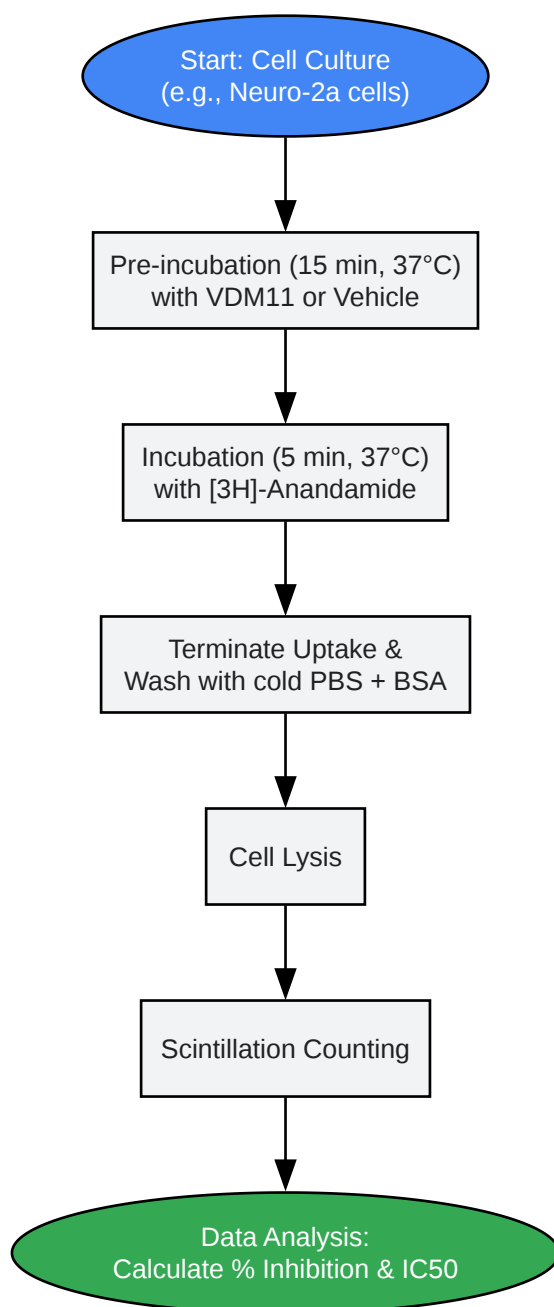 Start: Cell Culture
(e.g., Neuro-2a cells)
Pre-incubation (15 min, 37°C)
with VDM11 or Vehicle
Incubation (5 min, 37°C)
with [3H]-Anandamide
Terminate Uptake &
Wash with cold PBS + BSA
Cell Lysis
Scintillation Counting
Data Analysis:
Calculate % Inhibition & IC50